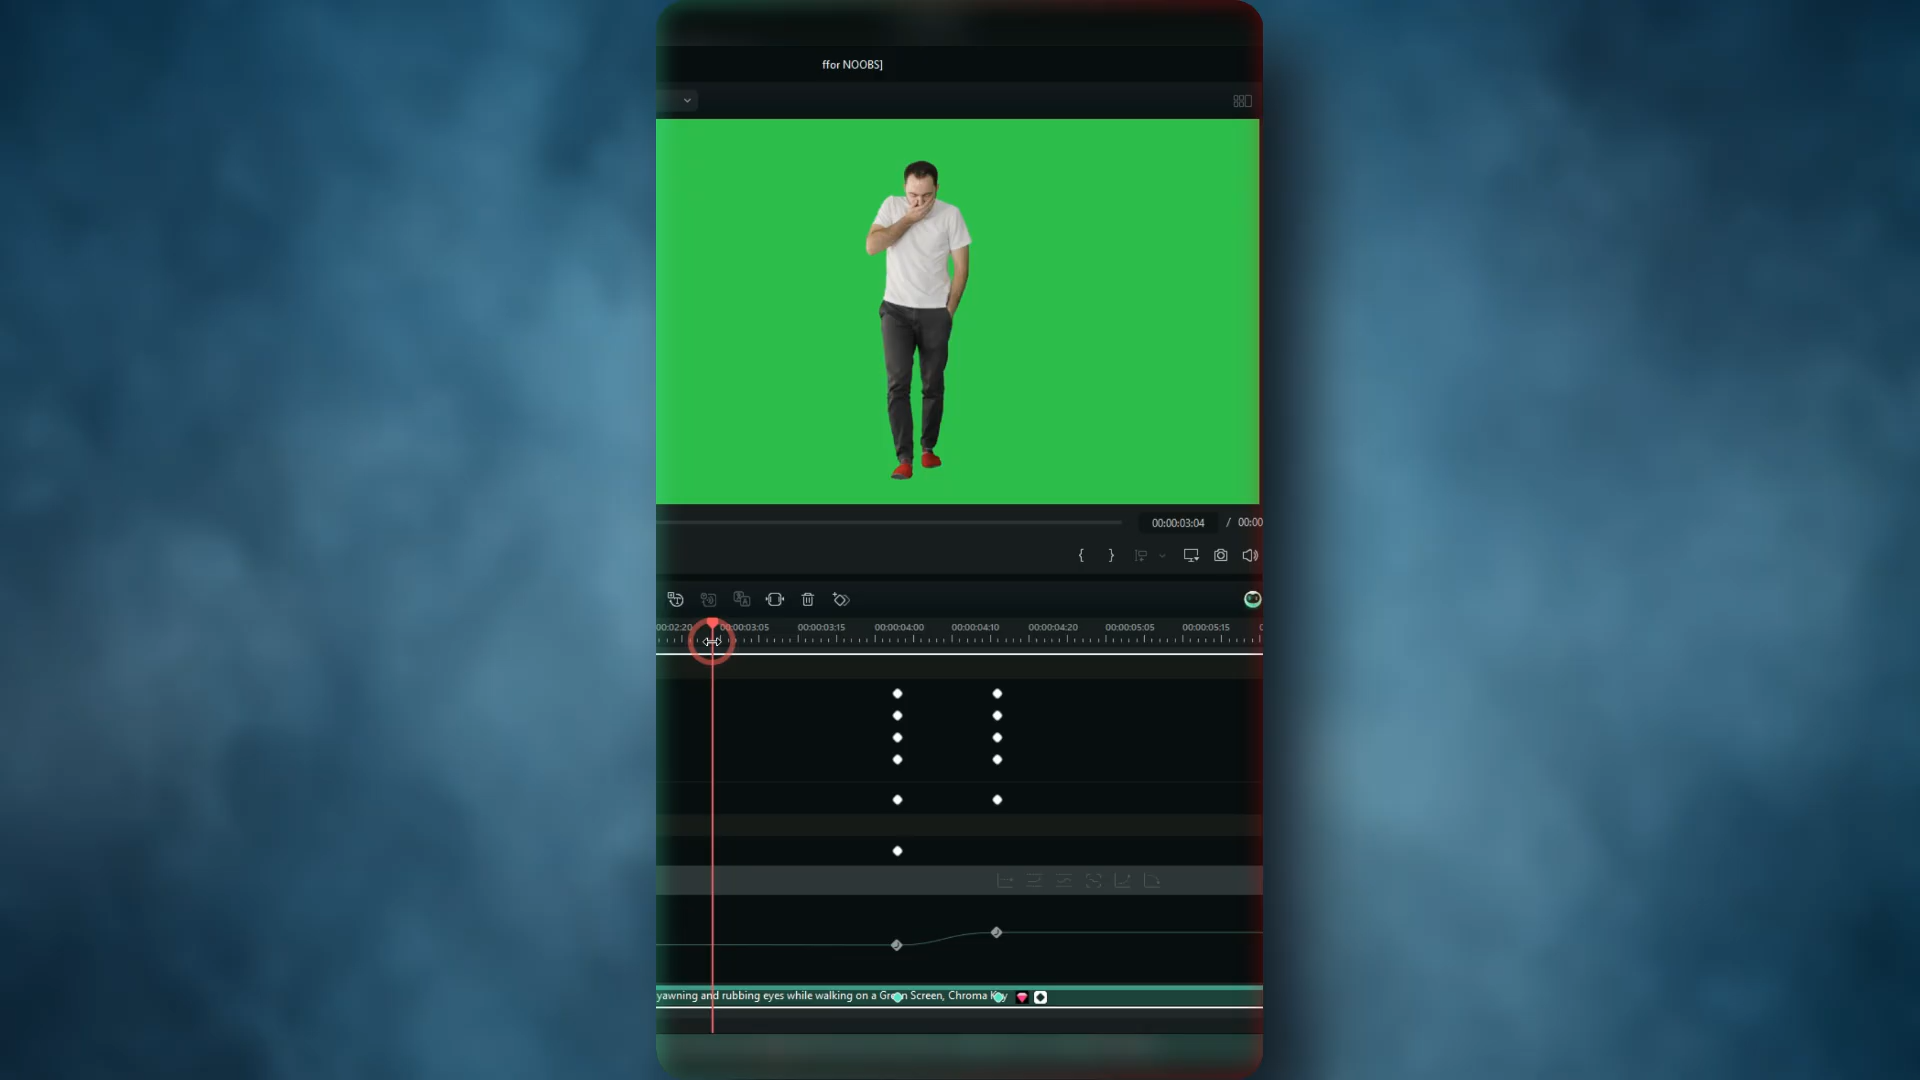 ffor NOOBS]
00:00:03:04 / 00:00
{ }
00:02:20 00:00:03:05 00:00:03:15 00:00:04:00 00:00:04:10 00:00:04:20 00:00:05:05 00:00:05:15 0
yawning and rubbing eyes while walking on a Green Screen, Chroma Key